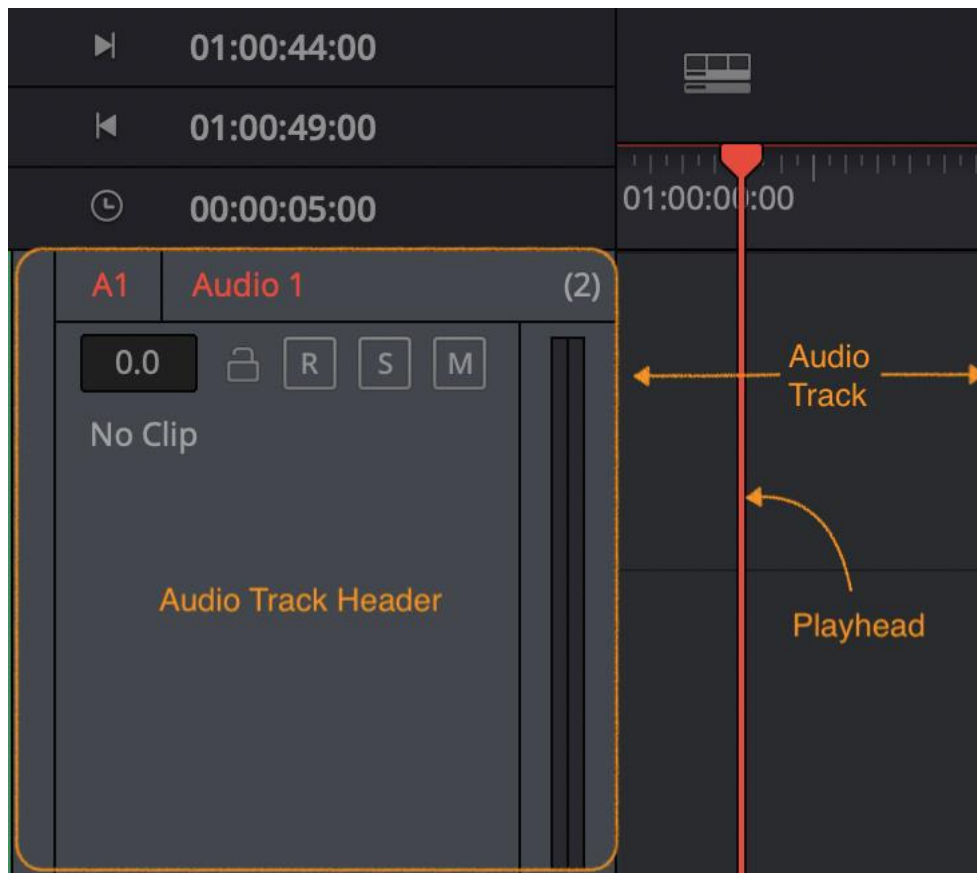 01:00:44:00
01:00:49:00
00:00:05:00
01:00:00:00
A1 Audio 1 (2)
0.0 R S M
No Clip
Audio
Track
Audio Track Header
Playhead